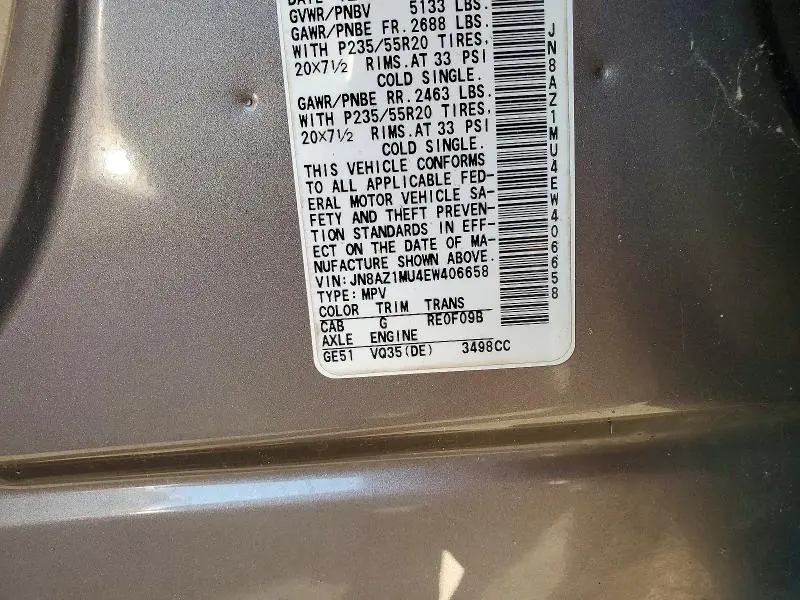 GVWR/PNBV 5133 LBS.
GAWR/PNBE FR. 2688 LBS.
WITH P235/55R20 TIRES,
20X7½ RIMS.AT 33 PSI
COLD SINGLE.
GAWR/PNBE RR. 2463 LBS.
WITH P235/55R20 TIRES,
20X7½ RIMS.AT 33 PSI
COLD SINGLE.
THIS VEHICLE CONFORMS
TO ALL APPLICABLE FED-
ERAL MOTOR VEHICLE SA-
FETY AND THEFT PREVEN-
TION STANDARDS IN EFF-
ECT ON THE DATE OF MA-
NUFACTURE SHOWN ABOVE.
VIN:JN8AZ1MU4EW406658
TYPE:MPV
COLOR TRIM TRANS
CAB G RE0F09B
AXLE ENGINE
GE51 VQ35(DE) 3498CC
JN8AZ1MU4EW406658